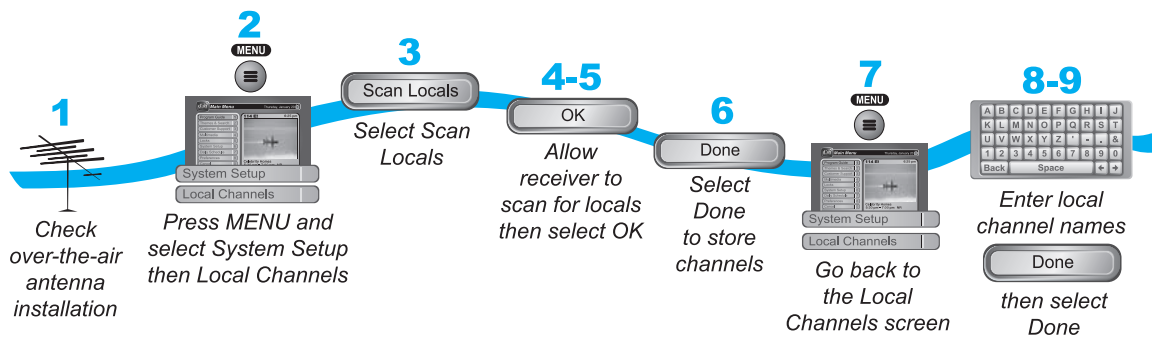 1
Check
over-the-air
antenna
installation
2
MENU
Main Menu
System Setup
Local Channels
Press MENU and
select System Setup
then Local Channels
3
Scan Locals
Select Scan
Locals
4-5
OK
Allow
receiver to
scan for locals
then select OK
6
Done
Select
Done
to store
channels
7
MENU
Main Menu
System Setup
Local Channels
Go back to
the Local
Channels screen
8-9
A B C D E F G H I J
K L M N O P Q R S T
U V W X Y Z ' - . &
1 2 3 4 5 6 7 8 9 0
Back Space ← →
Enter local
channel names
Done
then select
Done